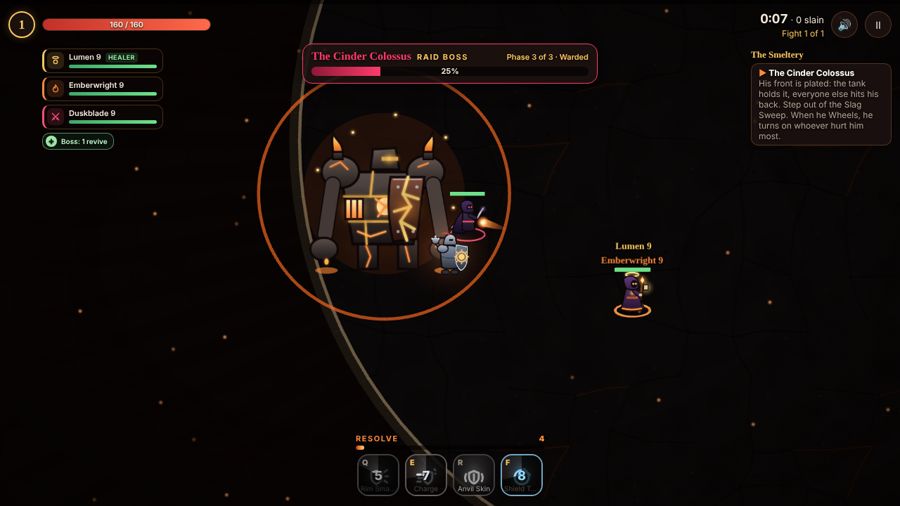 1
160 / 160
Lumen 9 HEALER
Emberwright 9
Duskblade 9
Boss: 1 revive
The Cinder Colossus RAID BOSS Phase 3 of 3 · Warded
25%
0:07 · 0 slain
Fight 1 of 1
The Smeltery
The Cinder Colossus
His front is plated: the tank
holds it, everyone else hits his
back. Step out of the Slag
Sweep. When he Wheels, he
turns on whoever hurt him
most.
Lumen 9
Emberwright 9
RESOLVE 4
Q E R F
5 7 8
Charge Anvil Skin Shield